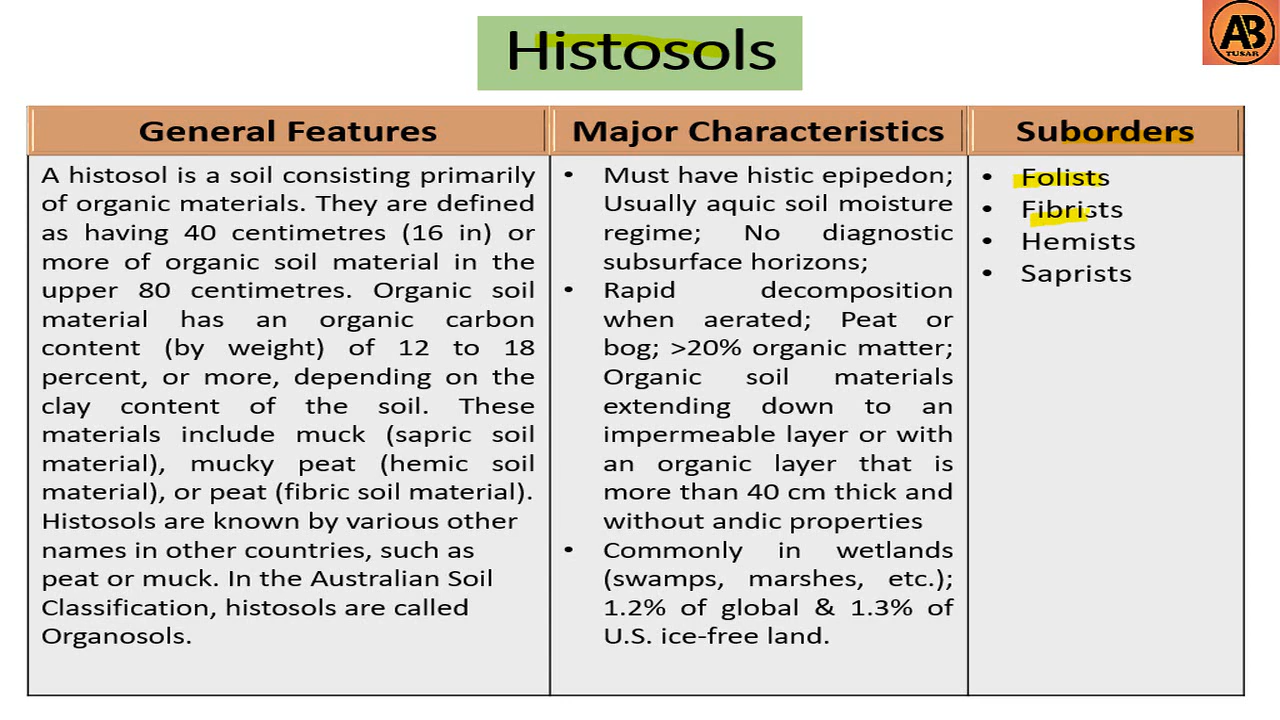 Histosols
AB
TUSAR
General Features
A histosol is a soil consisting primarily
of organic materials. They are defined
as having 40 centimetres (16 in) or
more of organic soil material in the
upper 80 centimetres. Organic soil
material has an organic carbon
content (by weight) of 12 to 18
percent, or more, depending on the
clay content of the soil. These
materials include muck (sapric soil
material), mucky peat (hemic soil
material), or peat (fibric soil material).
Histosols are known by various other
names in other countries, such as
peat or muck. In the Australian Soil
Classification, histosols are called
Organosols.
Major Characteristics
• Must have histic epipedon;
Usually aquic soil moisture
regime; No diagnostic
subsurface horizons;
• Rapid decomposition
when aerated; Peat or
bog; >20% organic matter;
Organic soil materials
extending down to an
impermeable layer or with
an organic layer that is
more than 40 cm thick and
without andic properties
• Commonly in wetlands
(swamps, marshes, etc.);
1.2% of global & 1.3% of
U.S. ice-free land.
Suborders
• Folists
• Fibrists
• Hemists
• Saprists